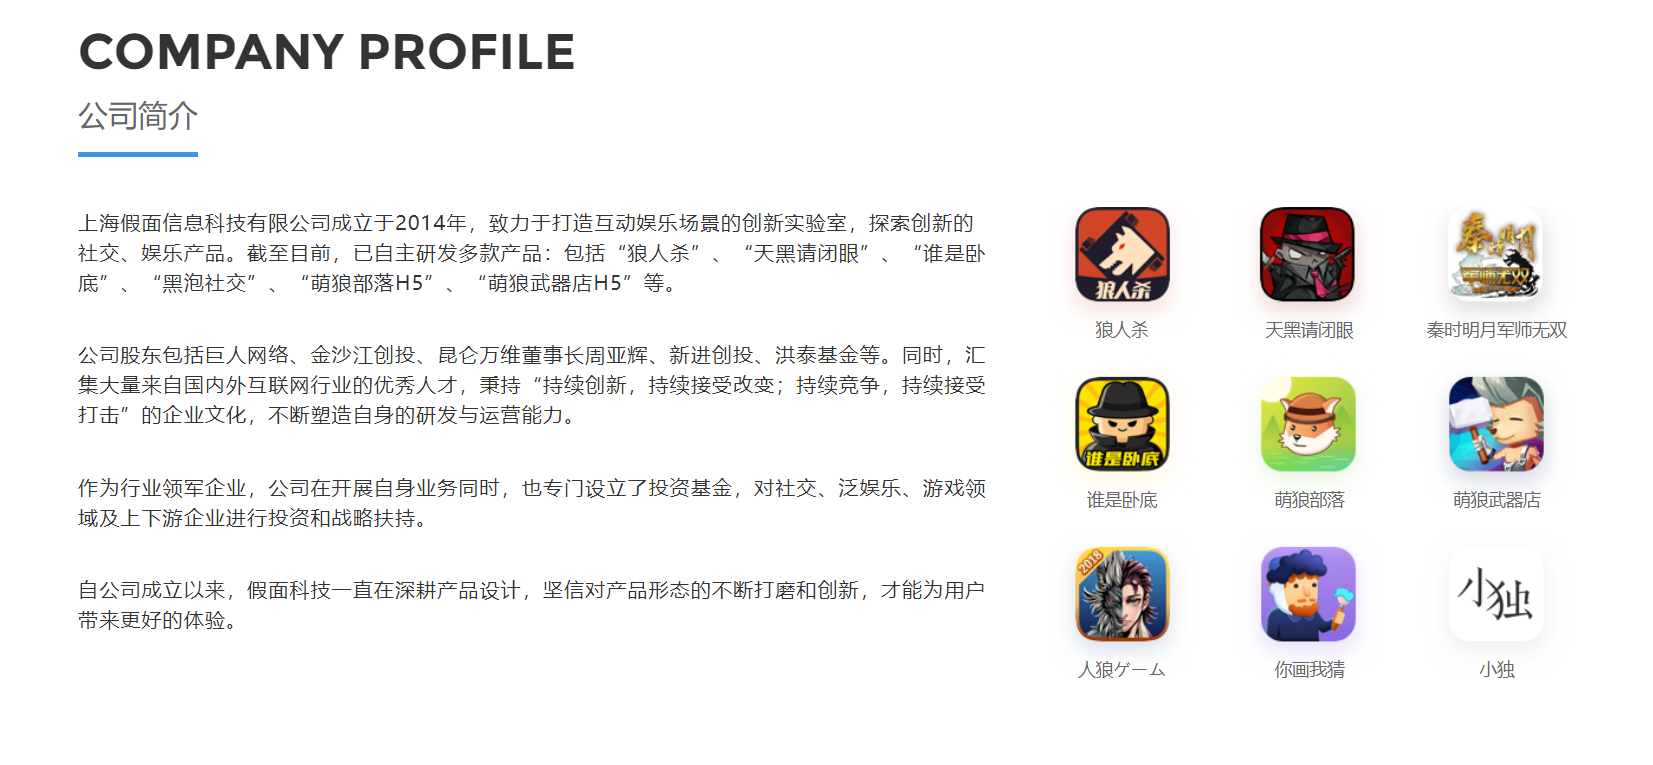 COMPANY PROFILE
公司简介
上海假面信息科技有限公司成立于2014年，致力于打造互动娱乐场景的创新实验室，探索创新的
社交、娱乐产品。截至目前，已自主研发多款产品：包括“狼人杀”、“天黑请闭眼”、“谁是卧
底”、“黑泡社交”、“萌狼部落H5”、“萌狼武器店H5”等。
公司股东包括巨人网络、金沙江创投、昆仑万维董事长周亚辉、新进创投、洪泰基金等。同时，汇
集大量来自国内外互联网行业的优秀人才，秉持“持续创新，持续接受改变；持续竞争，持续接受
打击”的企业文化，不断塑造自身的研发与运营能力。
作为行业领军企业，公司在开展自身业务同时，也专门设立了投资基金，对社交、泛娱乐、游戏领
域及上下游企业进行投资和战略扶持。
自公司成立以来，假面科技一直在深耕产品设计，坚信对产品形态的不断打磨和创新，才能为用户
带来更好的体验。
狼人杀
秦时明月
军师无双
狼人杀
天黑请闭眼
秦时明月军师无双
谁是卧底
谁是卧底
萌狼部落
萌狼武器店
2018
小独
人狼ゲーム
你画我猜
小独